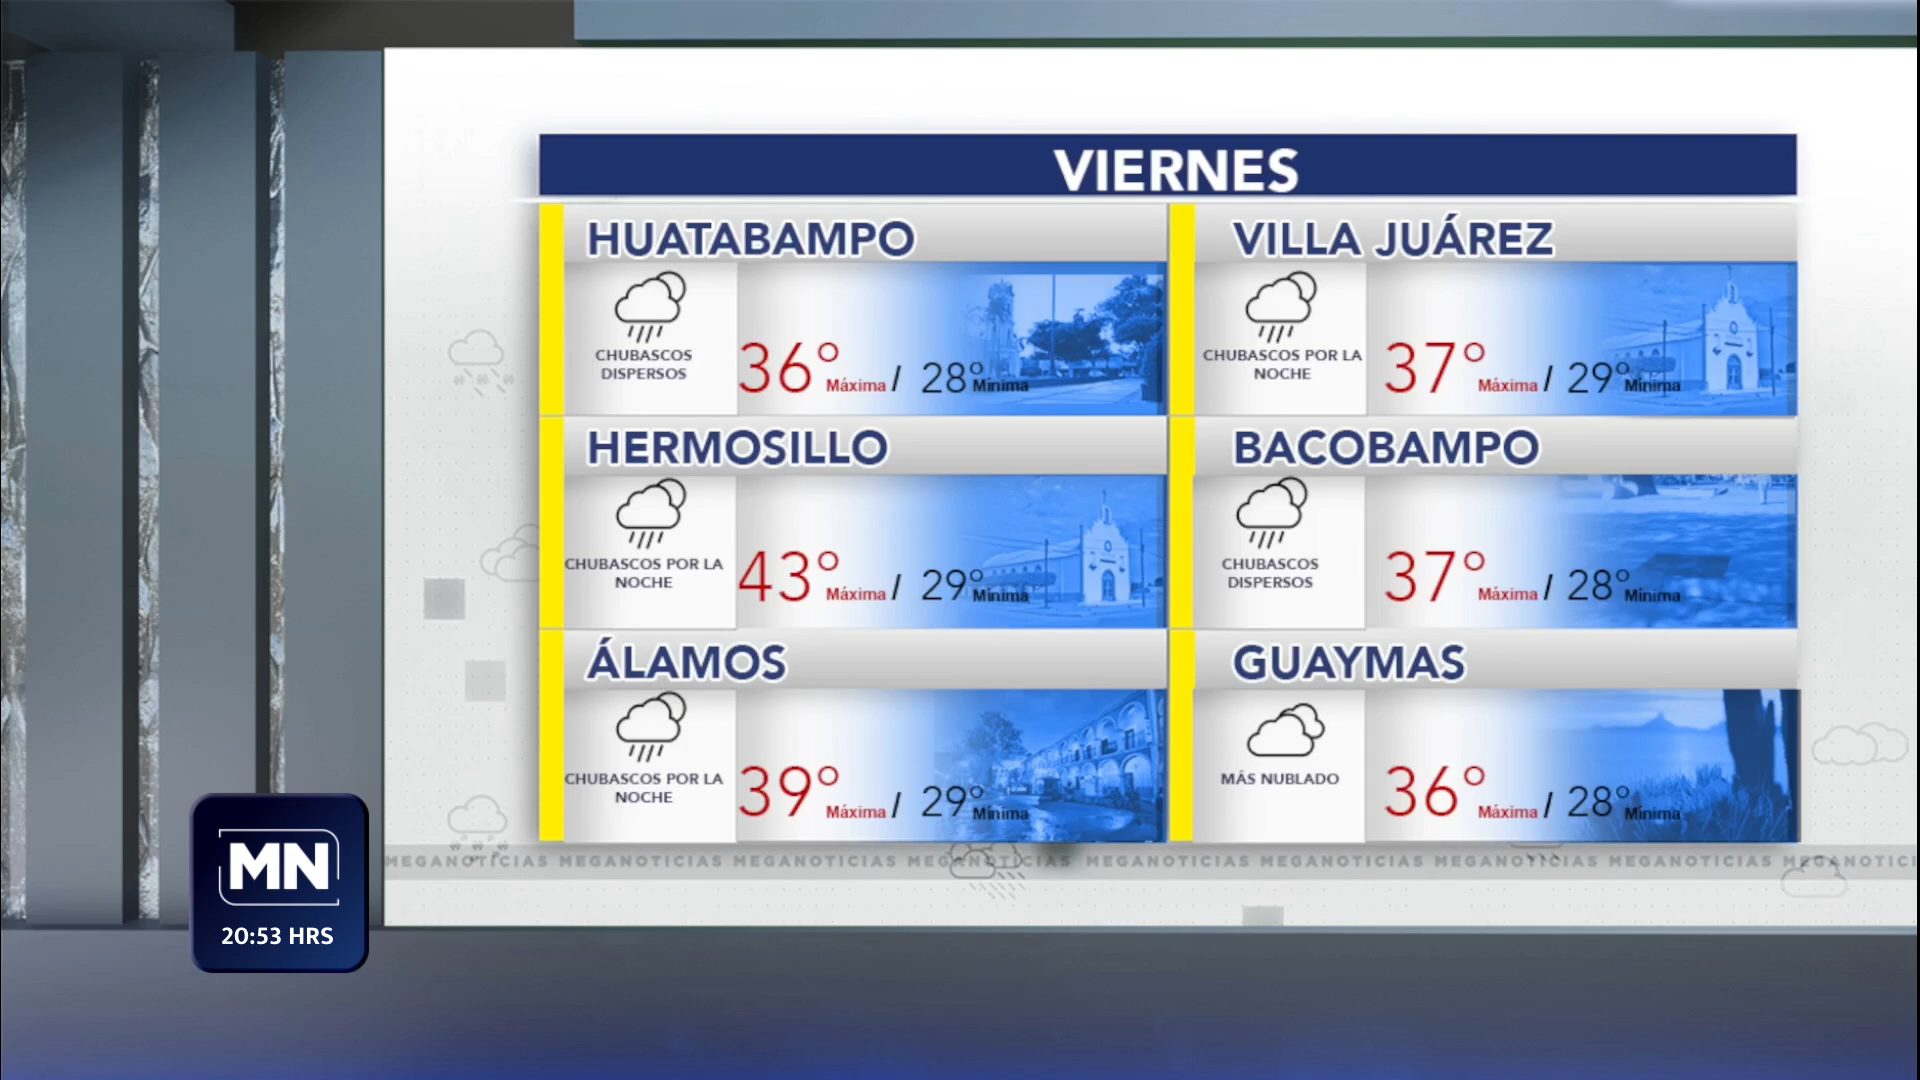 VIERNES
HUATABAMPO
CHUBASCOS
DISPERSOS
36° Máxima / 28° Mínima
VILLA JUÁREZ
CHUBASCOS POR LA
NOCHE
37° Máxima / 29° Mínima
HERMOSILLO
CHUBASCOS POR LA
NOCHE
43° Máxima / 29° Mínima
BACOBAMPO
CHUBASCOS
DISPERSOS
37° Máxima / 28° Mínima
ÁLAMOS
CHUBASCOS POR LA
NOCHE
39° Máxima / 29° Mínima
GUAYMAS
MÁS NUBLADO
36° Máxima / 28° Mínima
MEGANOTICIAS MEGANOTICIAS MEGANOTICIAS MEGANOTICIAS MEGANOTICIAS MEGANOTICIAS MEGANOTICIAS MEGANOTICIAS MEGANOTIC
MN
20:53 HRS